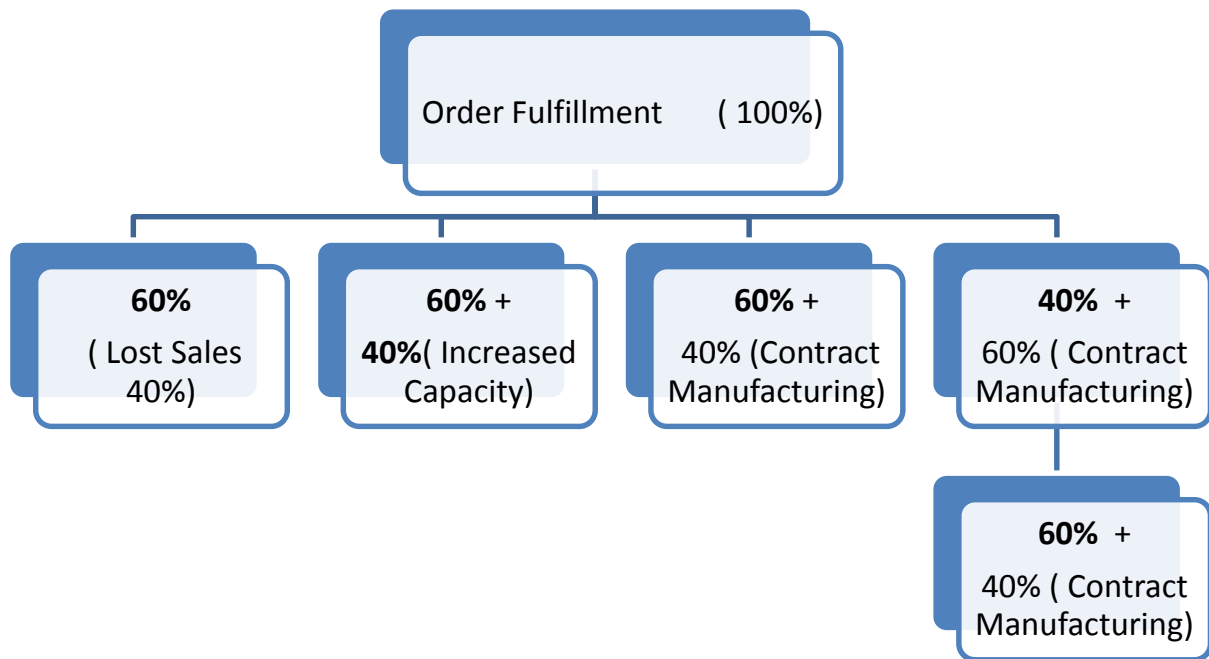 Order Fulfillment ( 100%)
60%
( Lost Sales
40%)
60% +
40%( Increased
Capacity)
60% +
40% (Contract
Manufacturing)
40% +
60% ( Contract
Manufacturing)
60% +
40% ( Contract
Manufacturing)